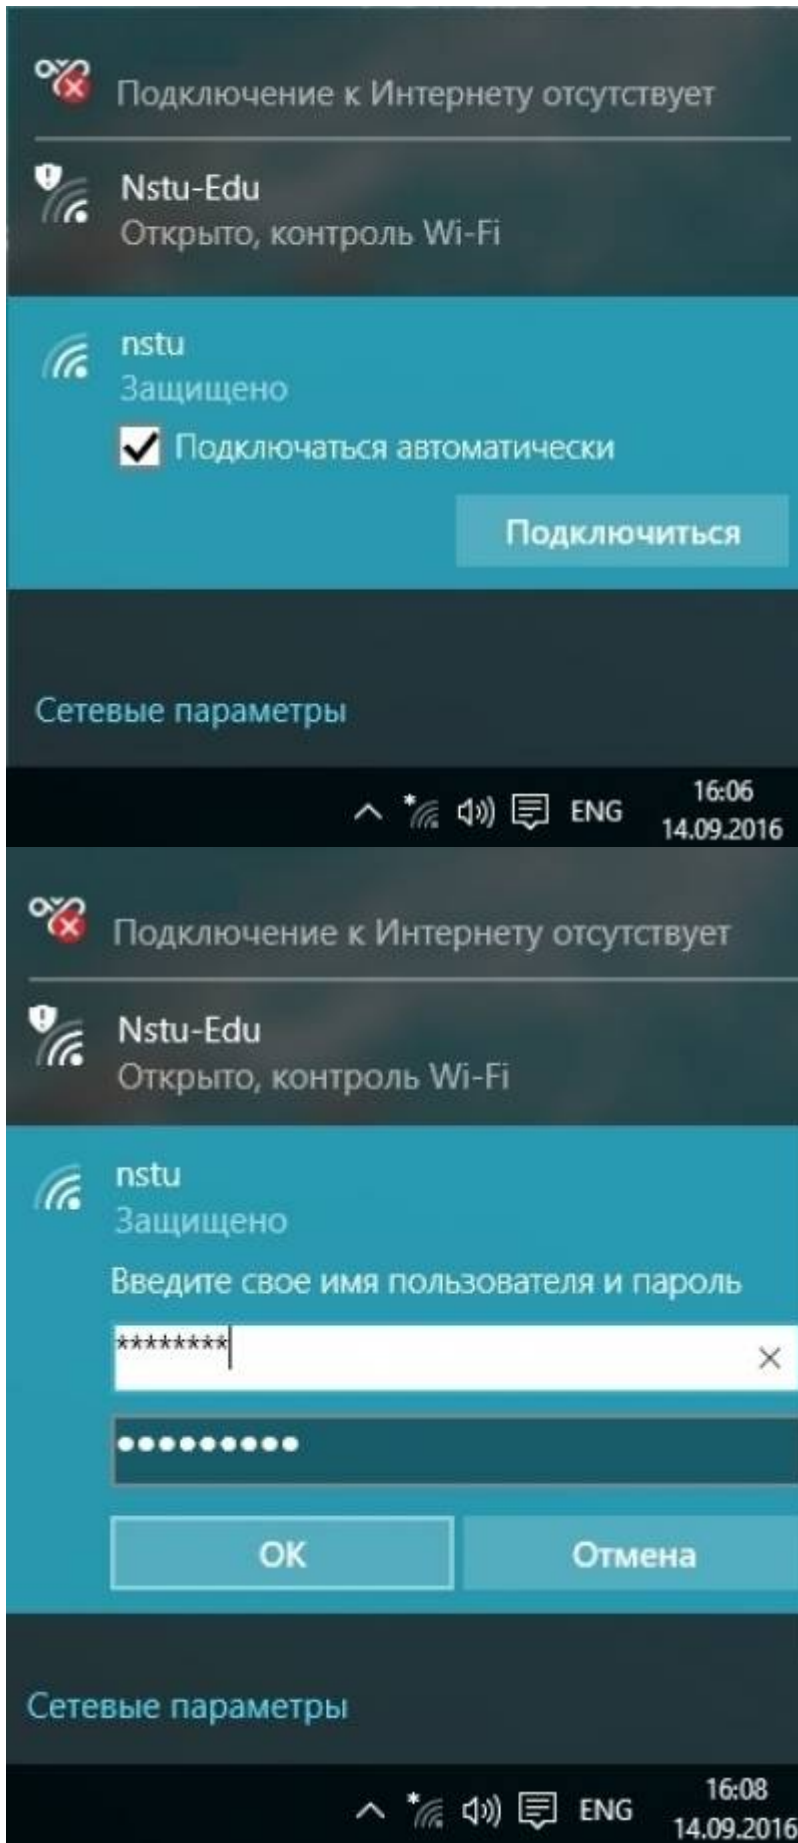 Подключение к Интернету отсутствует
Nstu-Edu
Открыто, контроль Wi-Fi
nstu
Защищено
Подключаться автоматически
Подключиться
Сетевые параметры
ENG
16:06
14.09.2016
Подключение к Интернету отсутствует
Nstu-Edu
Открыто, контроль Wi-Fi
nstu
Защищено
Введите свое имя пользователя и пароль
********
•••••••••
ОК
Отмена
Сетевые параметры
ENG
16:08
14.09.2016